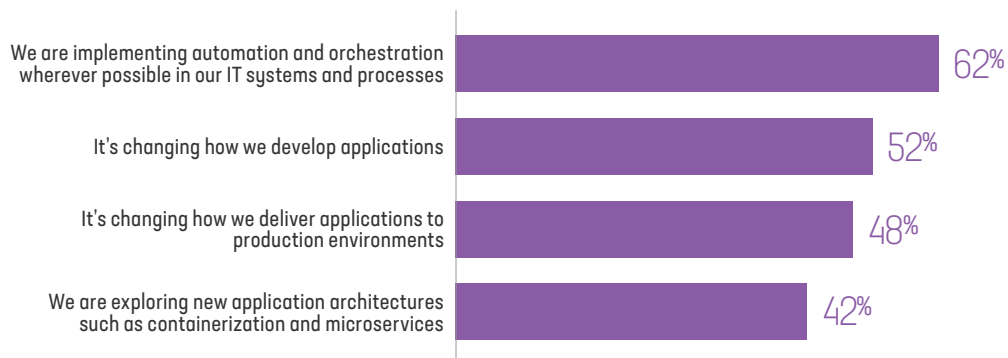 We are implementing automation and orchestration
wherever possible in our IT systems and processes
62%
It's changing how we develop applications
52%
It's changing how we deliver applications to
production environments
48%
We are exploring new application architectures
such as containerization and microservices
42%